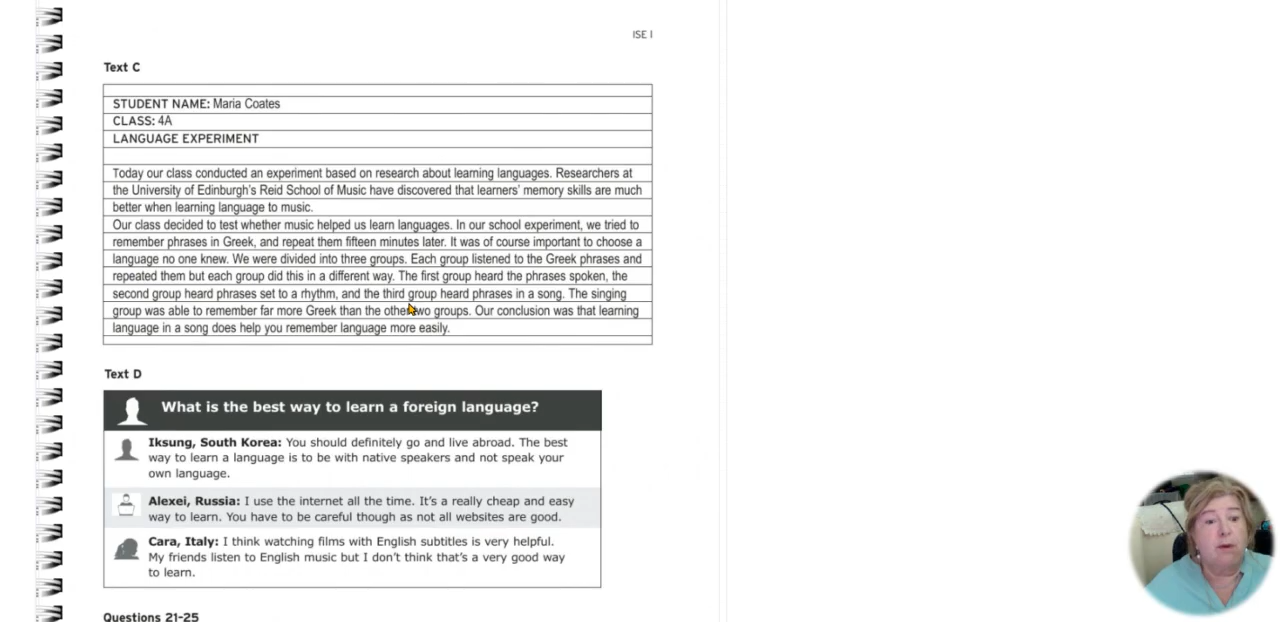 ISE I
Text C
STUDENT NAME: Maria Coates
CLASS: 4A
LANGUAGE EXPERIMENT
Today our class conducted an experiment based on research about learning languages. Researchers at
the University of Edinburgh's Reid School of Music have discovered that learners' memory skills are much
better when learning language to music.
Our class decided to test whether music helped us learn languages. In our school experiment, we tried to
remember phrases in Greek, and repeat them fifteen minutes later. It was of course important to choose a
language no one knew. We were divided into three groups. Each group listened to the Greek phrases and
repeated them but each group did this in a different way. The first group heard the phrases spoken, the
second group heard phrases set to a rhythm, and the third group heard phrases in a song. The singing
group was able to remember far more Greek than the other two groups. Our conclusion was that learning
language in a song does help you remember language more easily.
Text D
What is the best way to learn a foreign language?
Iksung, South Korea: You should definitely go and live abroad. The best
way to learn a language is to be with native speakers and not speak your
own language.
Alexei, Russia: I use the internet all the time. It's a really cheap and easy
way to learn. You have to be careful though as not all websites are good.
Cara, Italy: I think watching films with English subtitles is very helpful.
My friends listen to English music but I don't think that's a very good way
to learn.
Questions 21-25